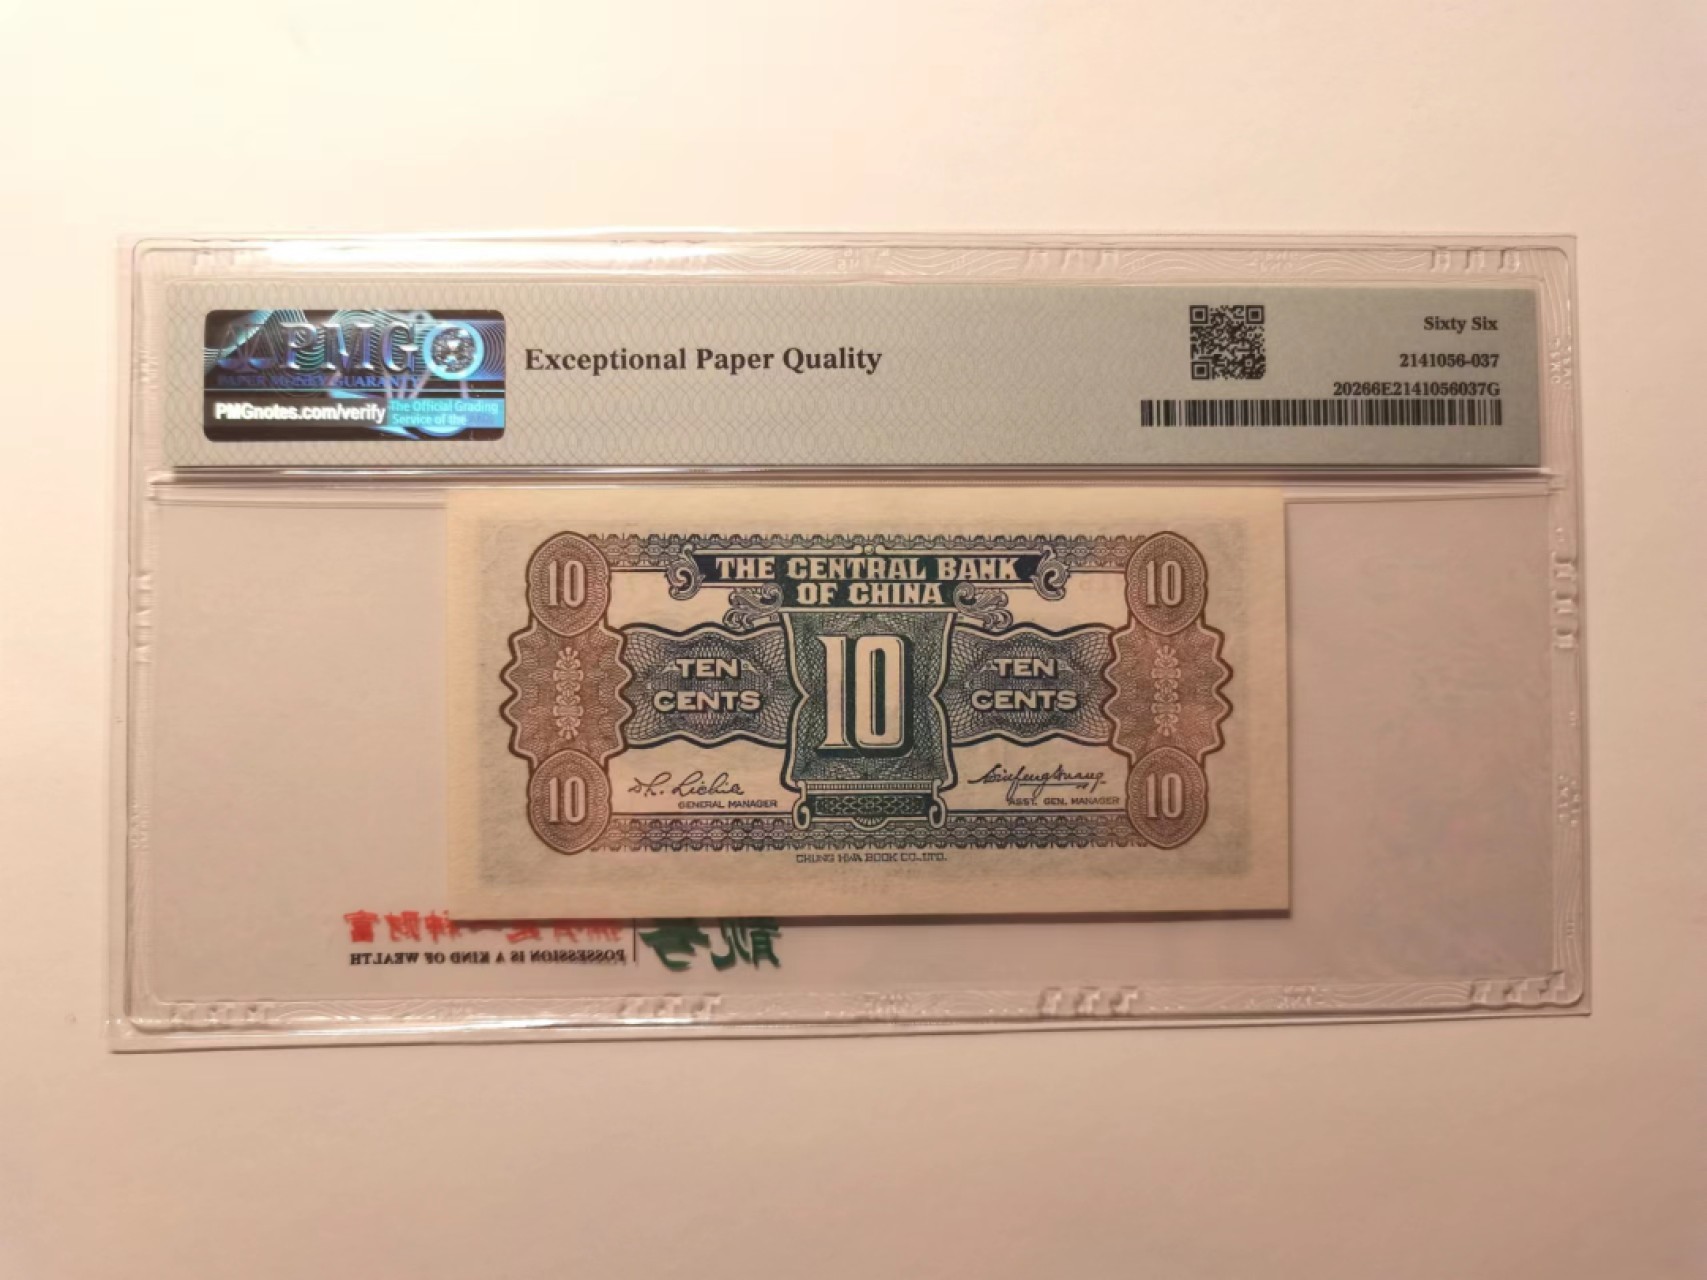 PMG
PAPER MONEY GUARANTY
PMGnotes.com/verify
The Official Grading
Service of the
Exceptional Paper Quality
Sixty Six
2141056-037
20266E2141056037G
THE CENTRAL BANK
OF CHINA
10
10
TEN
CENTS
10
TEN
CENTS
10
10
GENERAL MANAGER
ASST. GEN. MANAGER
CHUNG HWA BOOK CO., LTD.
POSSESSION IS A KIND OF WEALTH